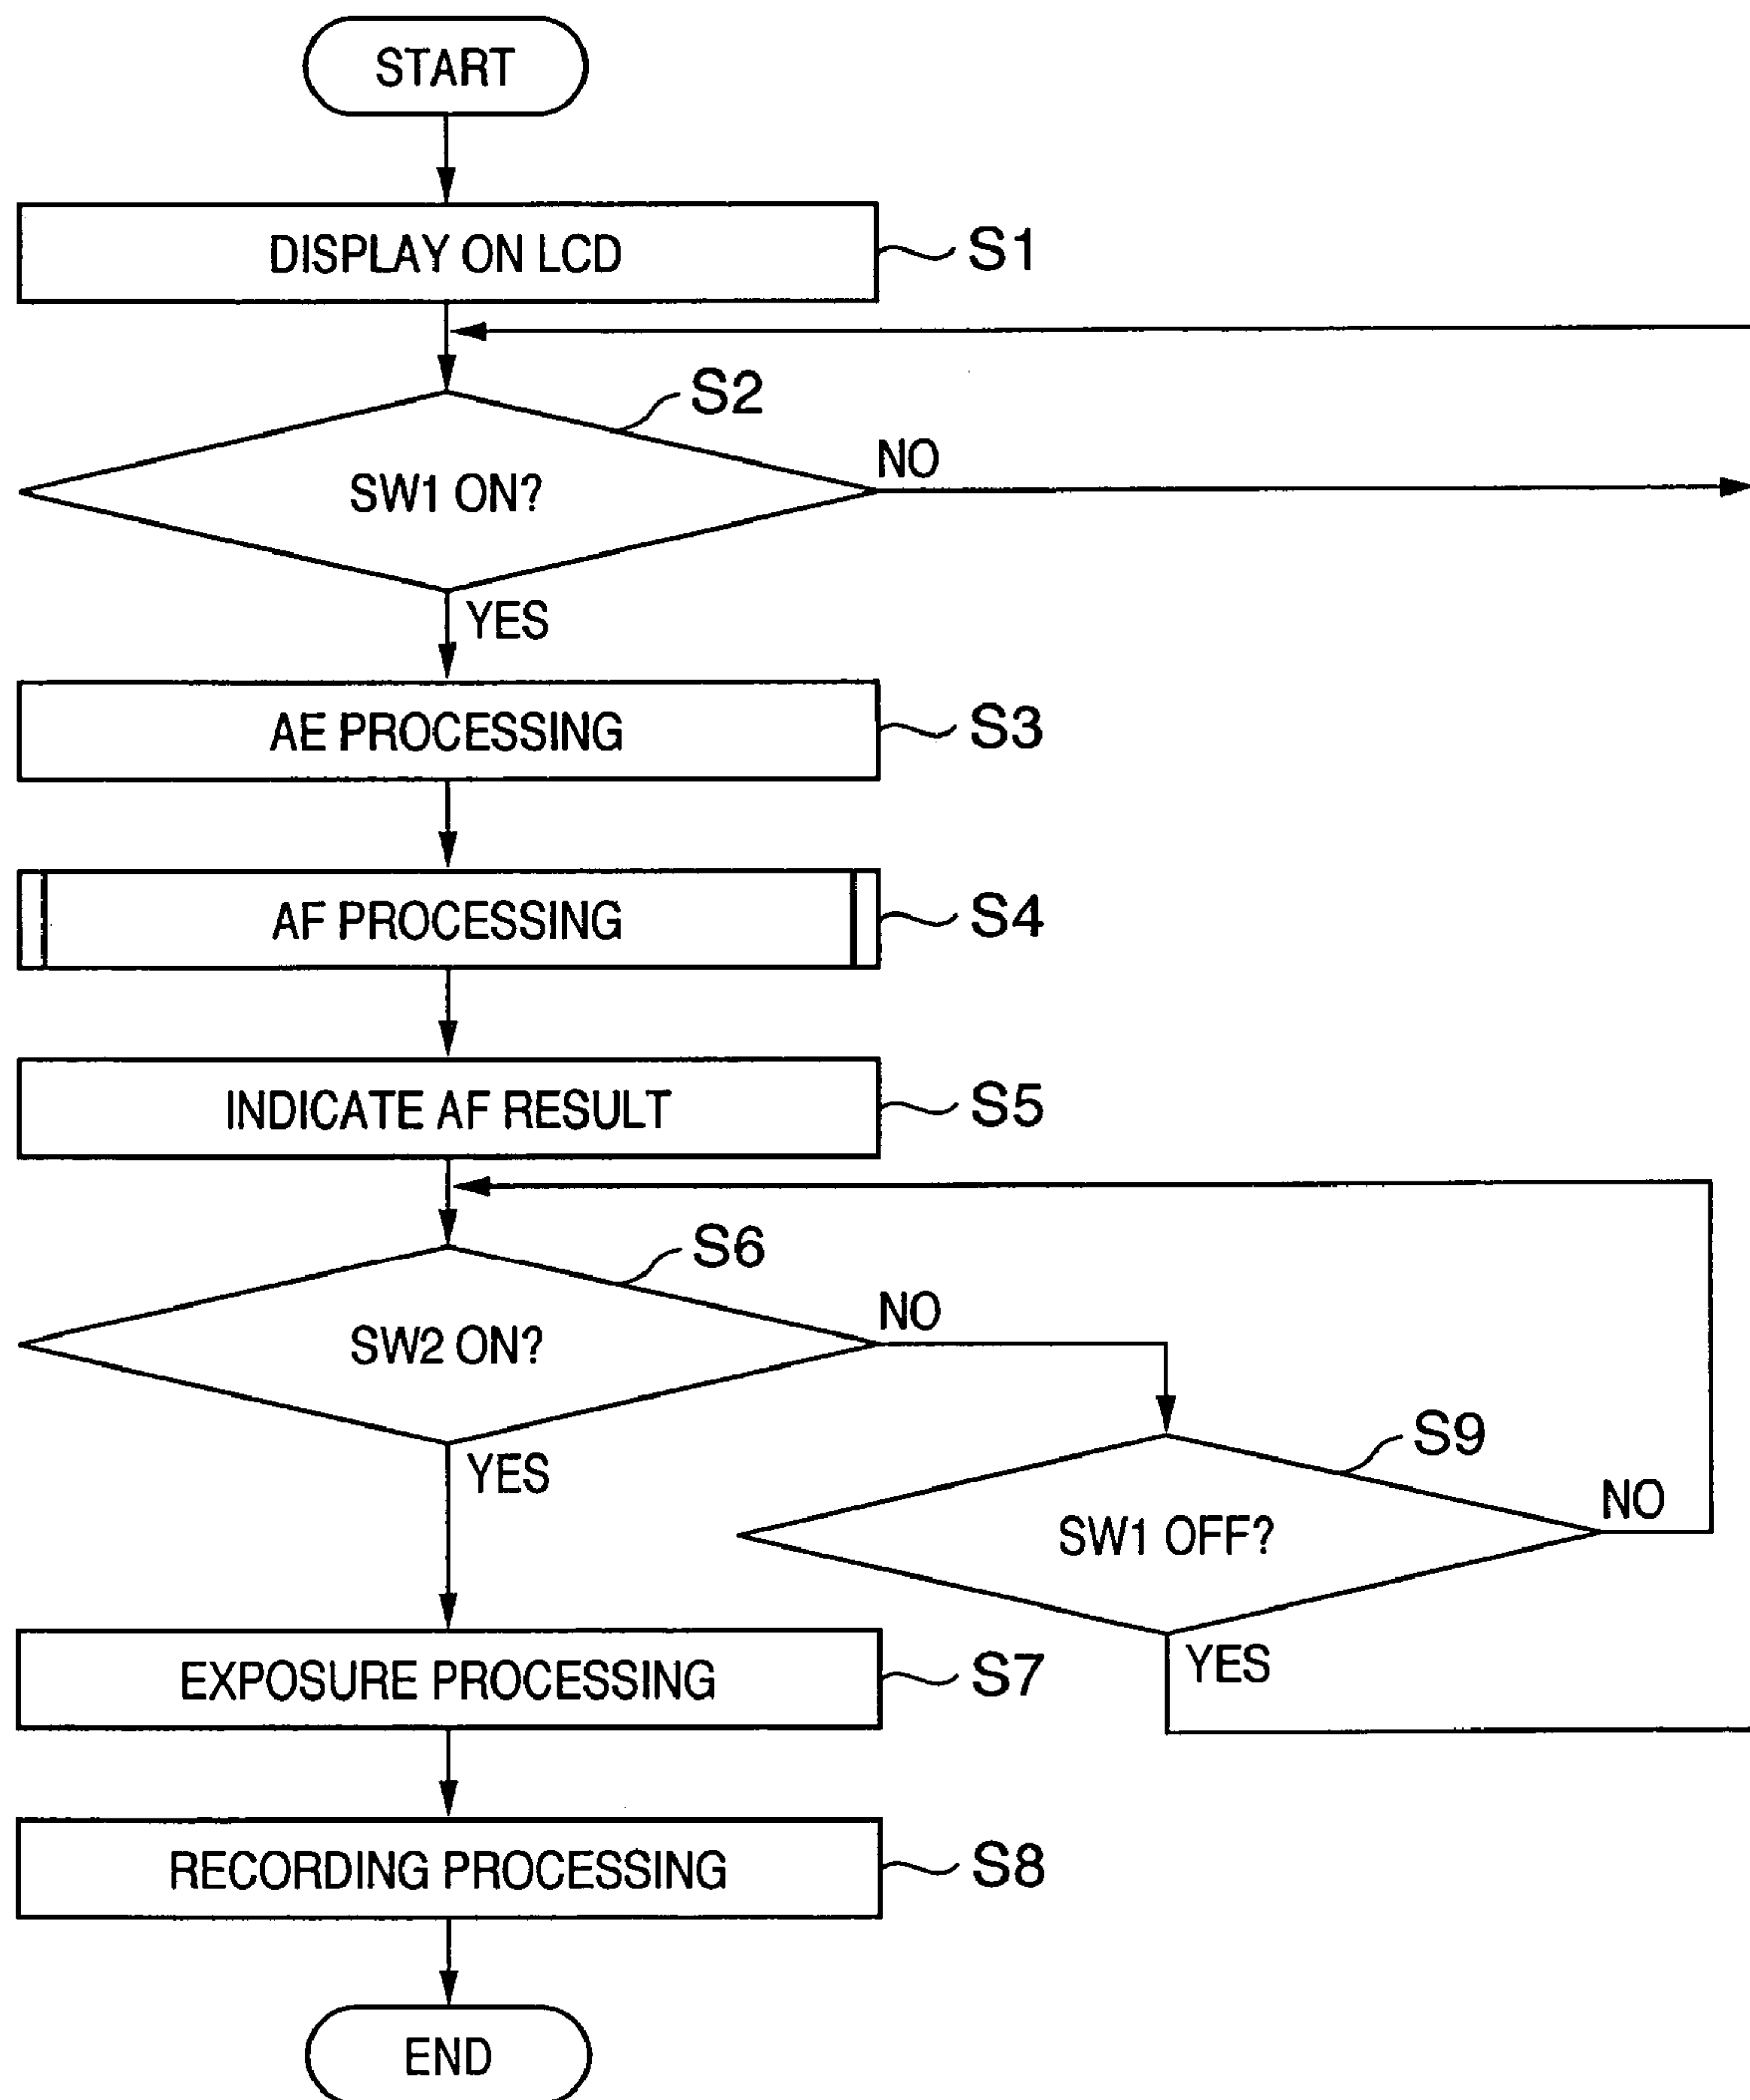 START
DISPLAY ON LCD
S1
S2
SW1 ON?
NO
YES
AE PROCESSING
S3
AF PROCESSING
S4
INDICATE AF RESULT
S5
S6
SW2 ON?
NO
YES
S9
SW1 OFF?
NO
YES
EXPOSURE PROCESSING
S7
RECORDING PROCESSING
S8
END